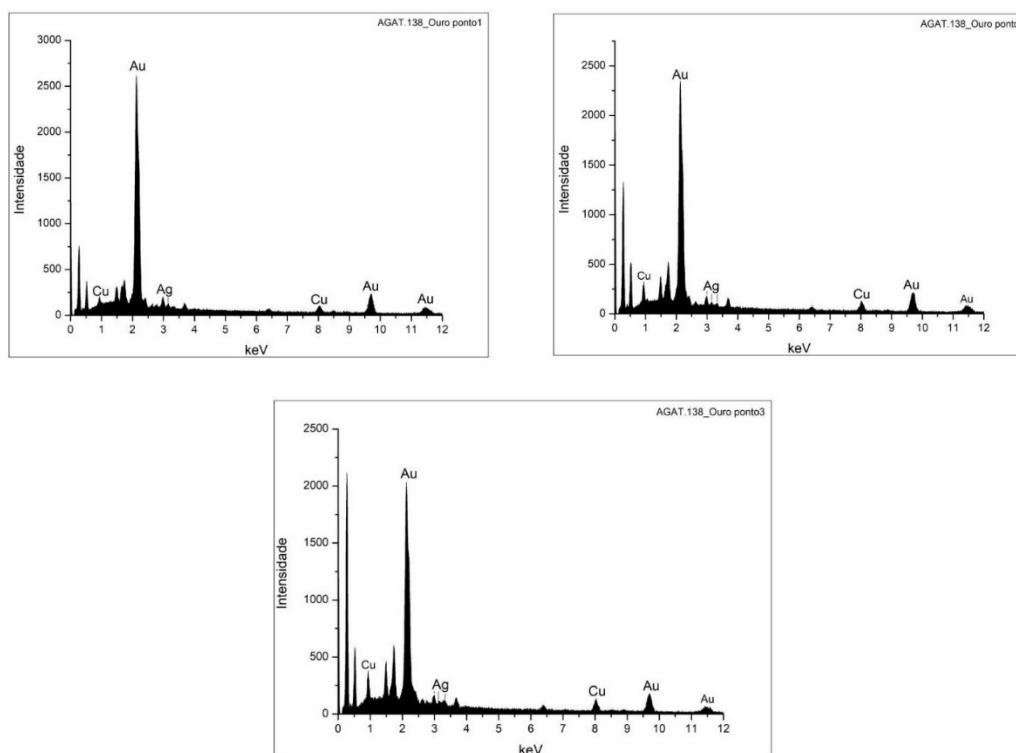 AGAT.138_Ouro ponto1
3000
2500
2000
1500
1000
500
0
Intensidade
Au
Cu
Ag
Cu
Au
Au
0 1 2 3 4 5 6 7 8 9 10 11 12
keV
AGAT.138_Ouro ponto
2500
2000
1500
1000
500
0
Intensidade
Au
Cu
Ag
Cu
Au
Au
0 1 2 3 4 5 6 7 8 9 10 11 12
keV
AGAT.138_Ouro ponto3
2500
2000
1500
1000
500
0
Intensidade
Au
Cu
Ag
Cu
Au
Au
0 1 2 3 4 5 6 7 8 9 10 11 12
keV